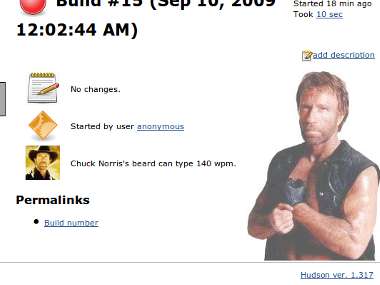 Build #15 (Sep 10, 2009
12:02:44 AM)
Started 18 min ago
Took 10 sec
add description
No changes.
Started by user anonymous
Chuck Norris's beard can type 140 wpm.
Permalinks
Build number
Hudson ver. 1.317